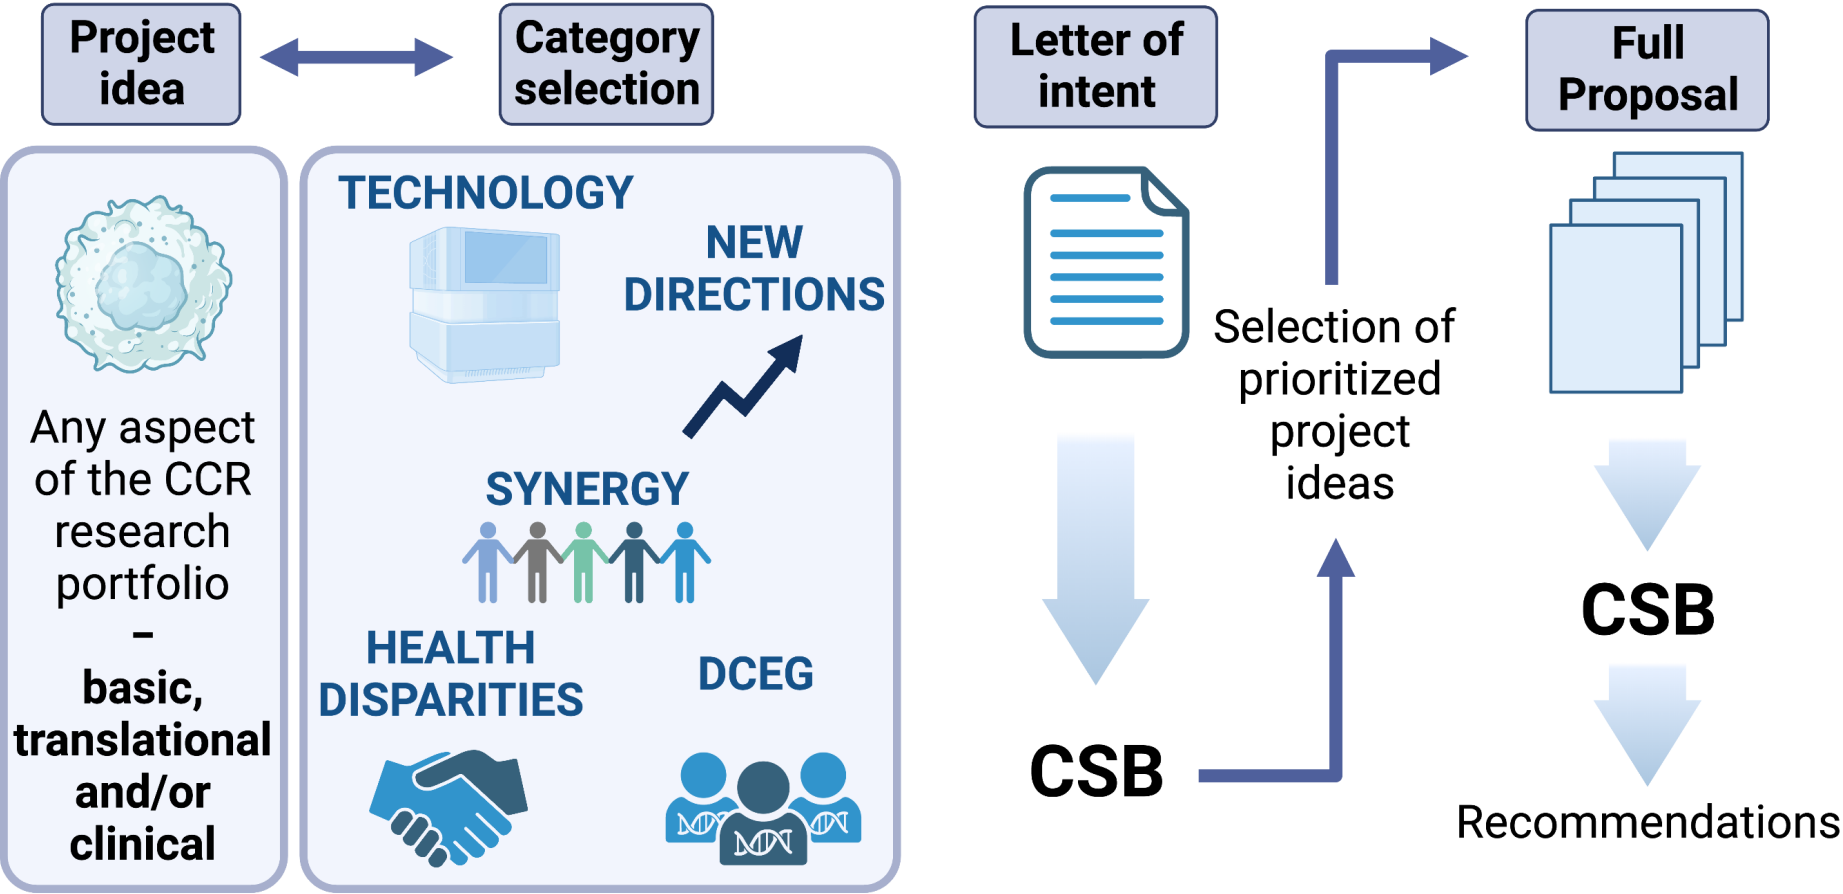 Project
idea
Category
selection
Any aspect
of the CCR
research
portfolio
–
basic,
translational
and/or
clinical
TECHNOLOGY
NEW
DIRECTIONS
SYNERGY
HEALTH
DISPARITIES
DCEG
Letter of
intent
CSB
Selection of
prioritized
project
ideas
Full
Proposal
CSB
Recommendations